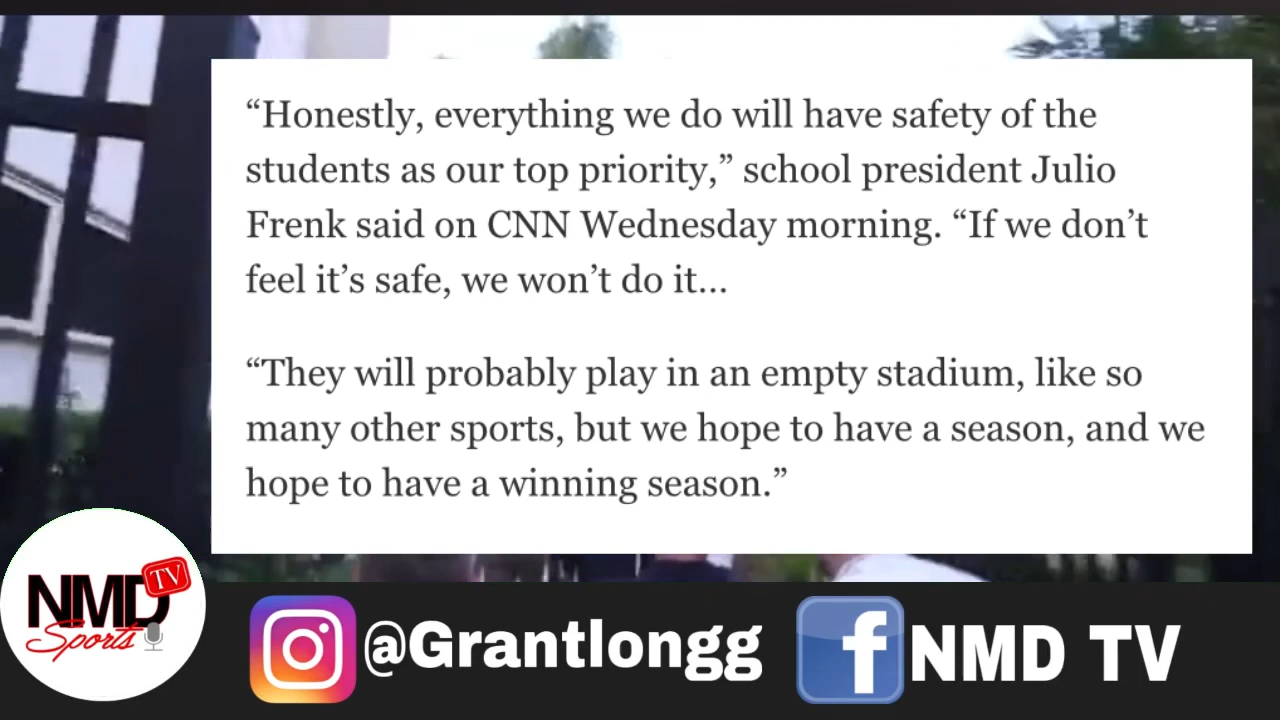 “Honestly, everything we do will have safety of the
students as our top priority,” school president Julio
Frenk said on CNN Wednesday morning. “If we don’t
feel it’s safe, we won’t do it...
“They will probably play in an empty stadium, like so
many other sports, but we hope to have a season, and we
hope to have a winning season.”
NMD TV
Sports
@Grantlongg
f NMD TV